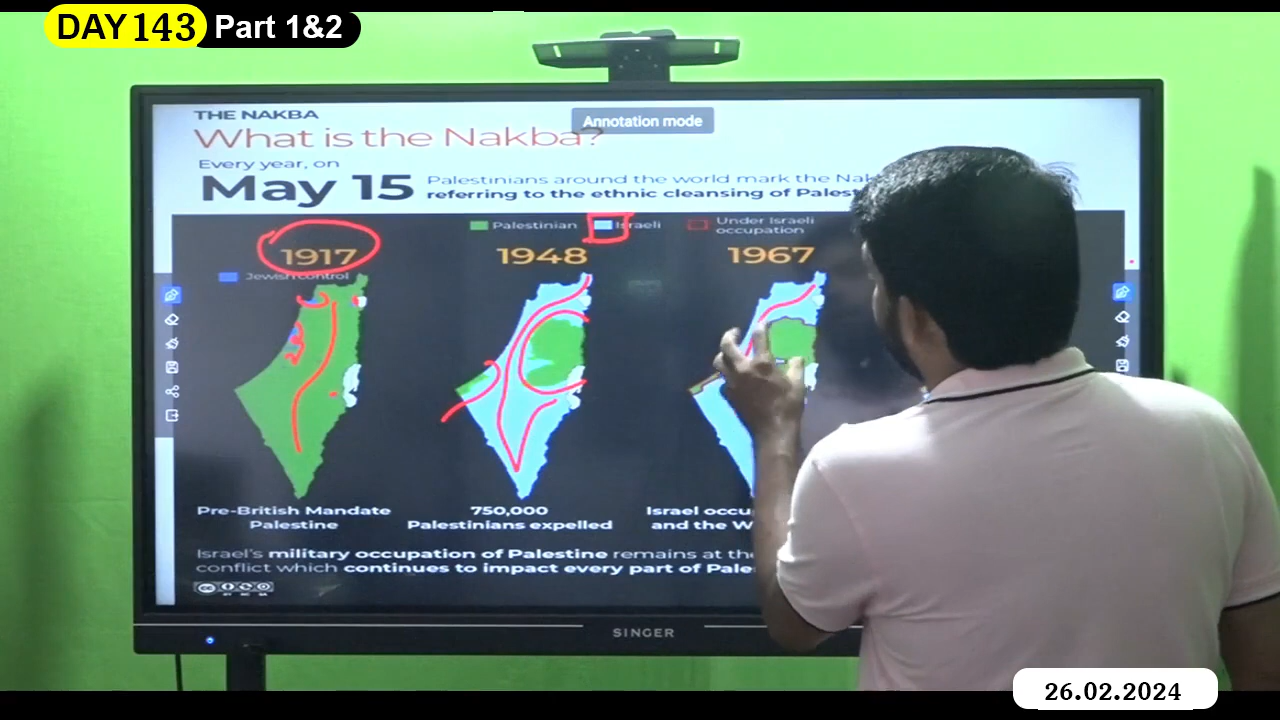 DAY 143 Part 1&2
THE NAKBA
Annotation mode
What is the Nakba?
Every year, on
May 15
Palestinians around the world mark the
referring to the ethnic cleansing of
Palestinian Israeli Under Israeli
occupation
1917 1948 1967
Jewish control
Pre-British Mandate
Palestine
750,000
Palestinians expelled
Israel
and the
Israel's military occupation of Palestine remains at
conflict which continues to impact every part of
SINGER
26.02.2024